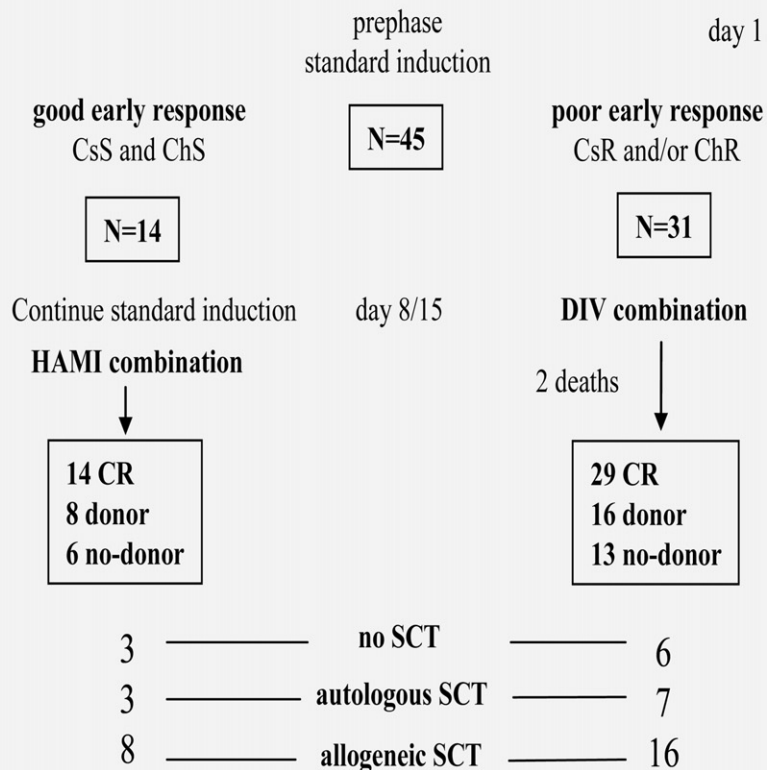 prephase
standard induction
day 1
good early response
CsS and ChS
N=45
poor early response
CsR and/or ChR
N=14
N=31
Continue standard induction
day 8/15
DIV combination
HAMI combination
2 deaths
14 CR
8 donor
6 no-donor
29 CR
16 donor
13 no-donor
3
no SCT
6
3
autologous SCT
7
8
allogeneic SCT
16